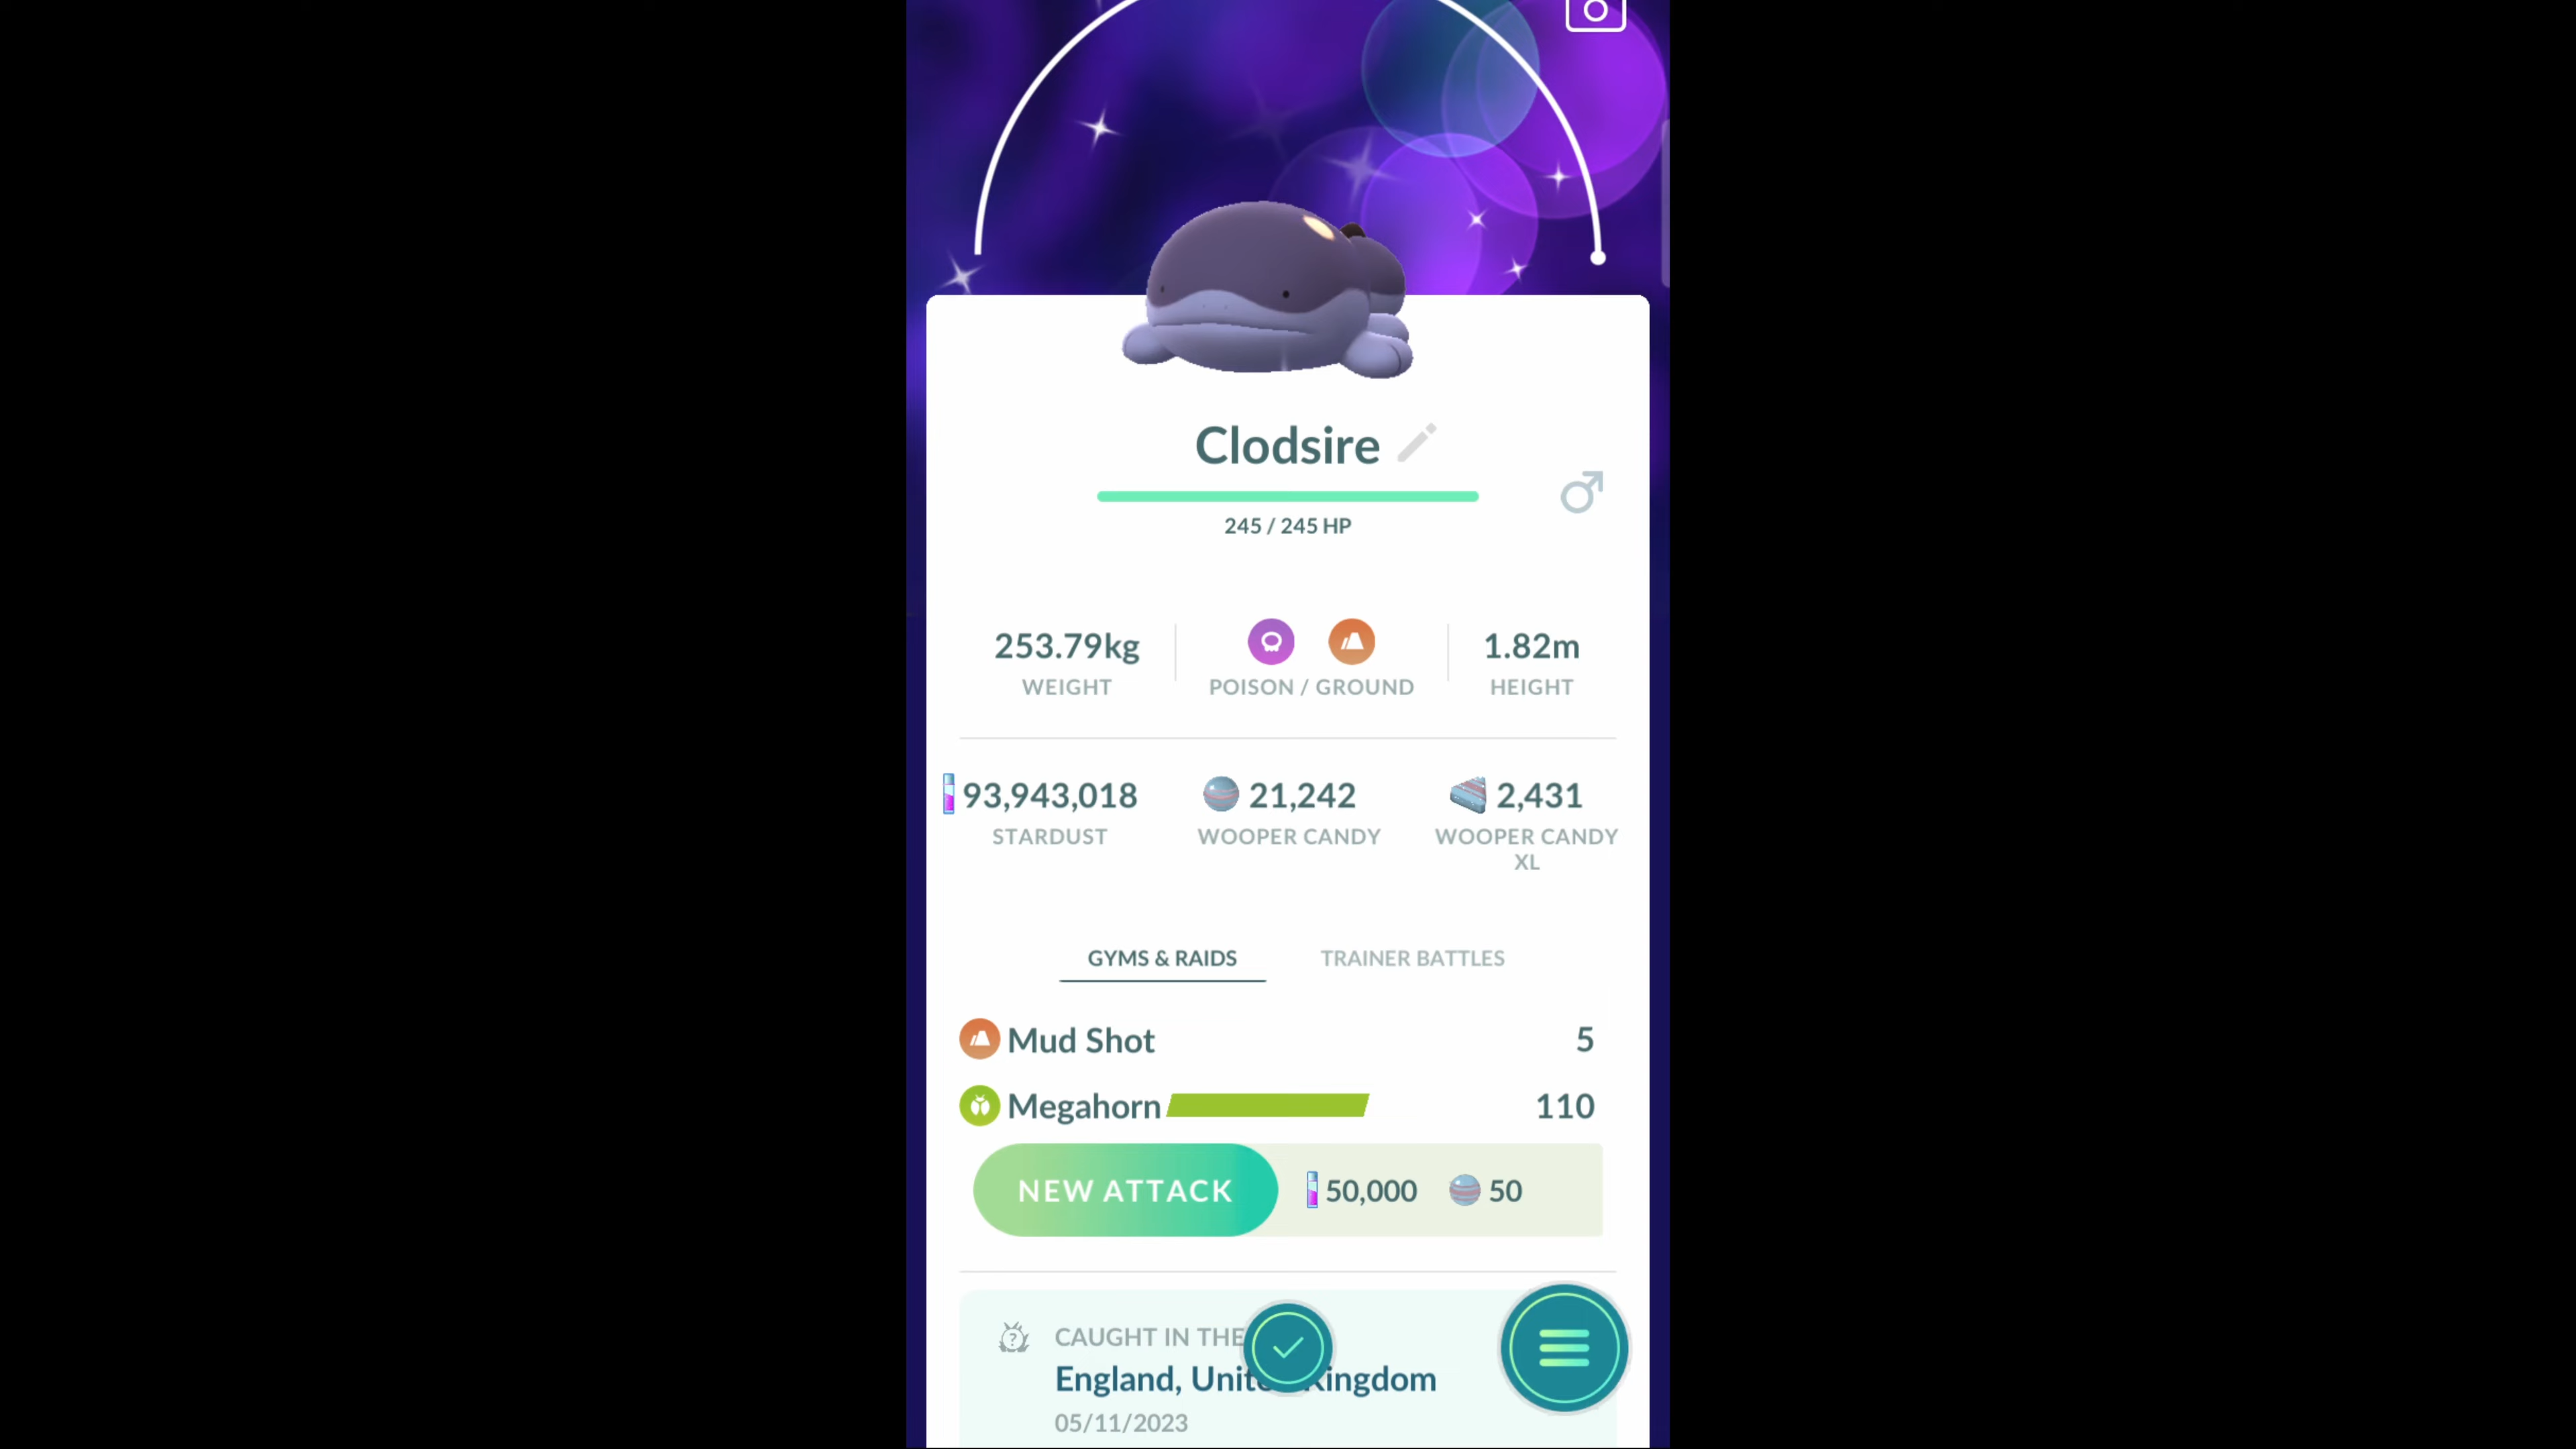 Clodsire
245 / 245 HP
253.79kg
WEIGHT
POISON / GROUND
1.82m
HEIGHT
93,943,018
STARDUST
21,242
WOOPER CANDY
2,431
WOOPER CANDY
XL
GYMS & RAIDS
TRAINER BATTLES
Mud Shot
5
Megahorn
110
NEW ATTACK
50,000
50
CAUGHT IN THE
England, United Kingdom
05/11/2023